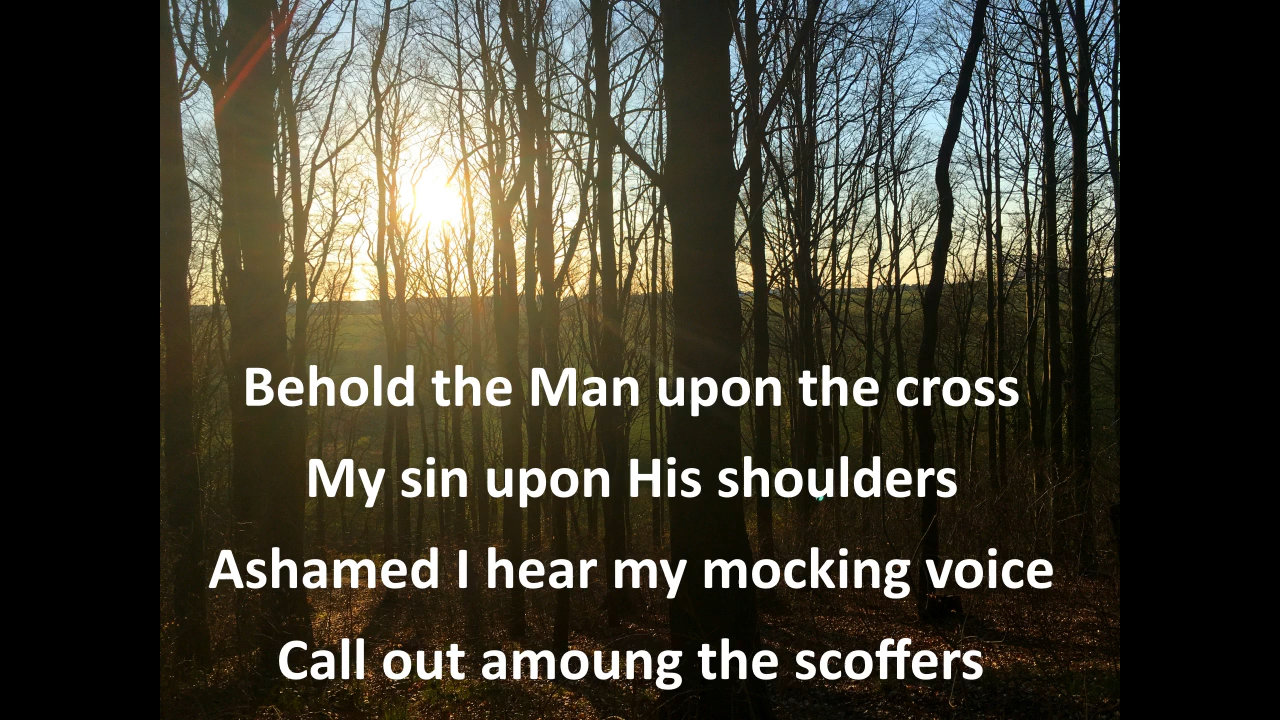 Behold the Man upon the cross
My sin upon His shoulders
Ashamed I hear my mocking voice
Call out amoung the scoffers